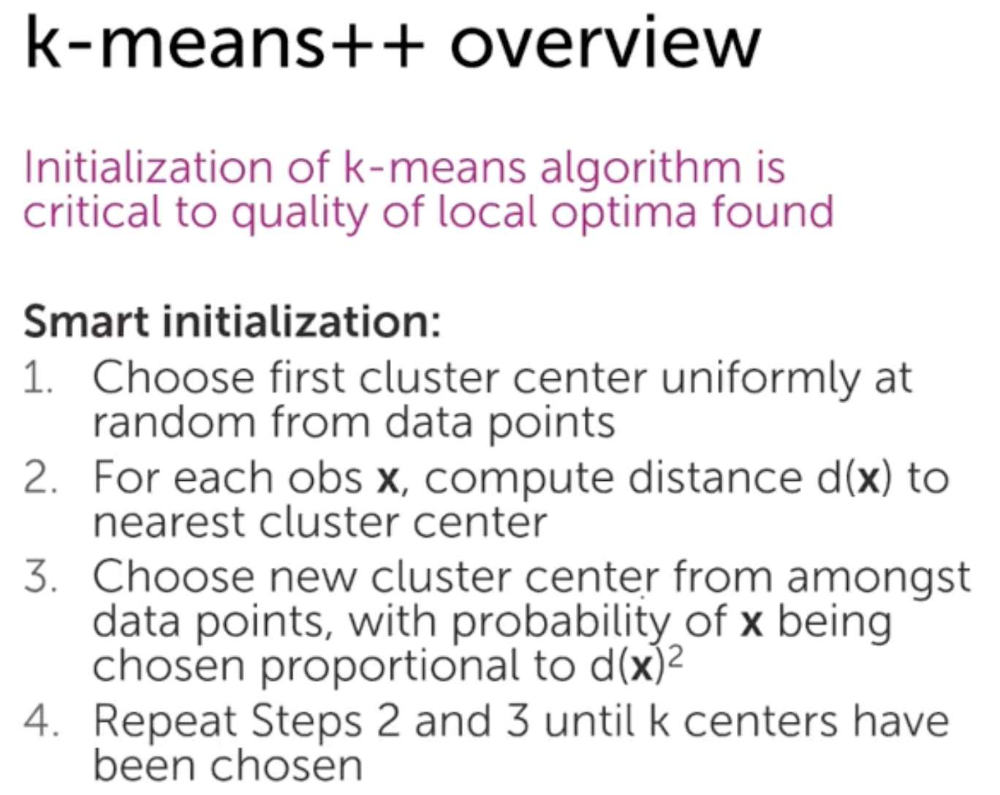 k-means++ overview
Initialization of k-means algorithm is
critical to quality of local optima found
Smart initialization:
1. Choose first cluster center uniformly at
random from data points
2. For each obs x, compute distance d(x) to
nearest cluster center
3. Choose new cluster center from amongst
data points, with probability of x being
chosen proportional to d(x)²
4. Repeat Steps 2 and 3 until k centers have
been chosen